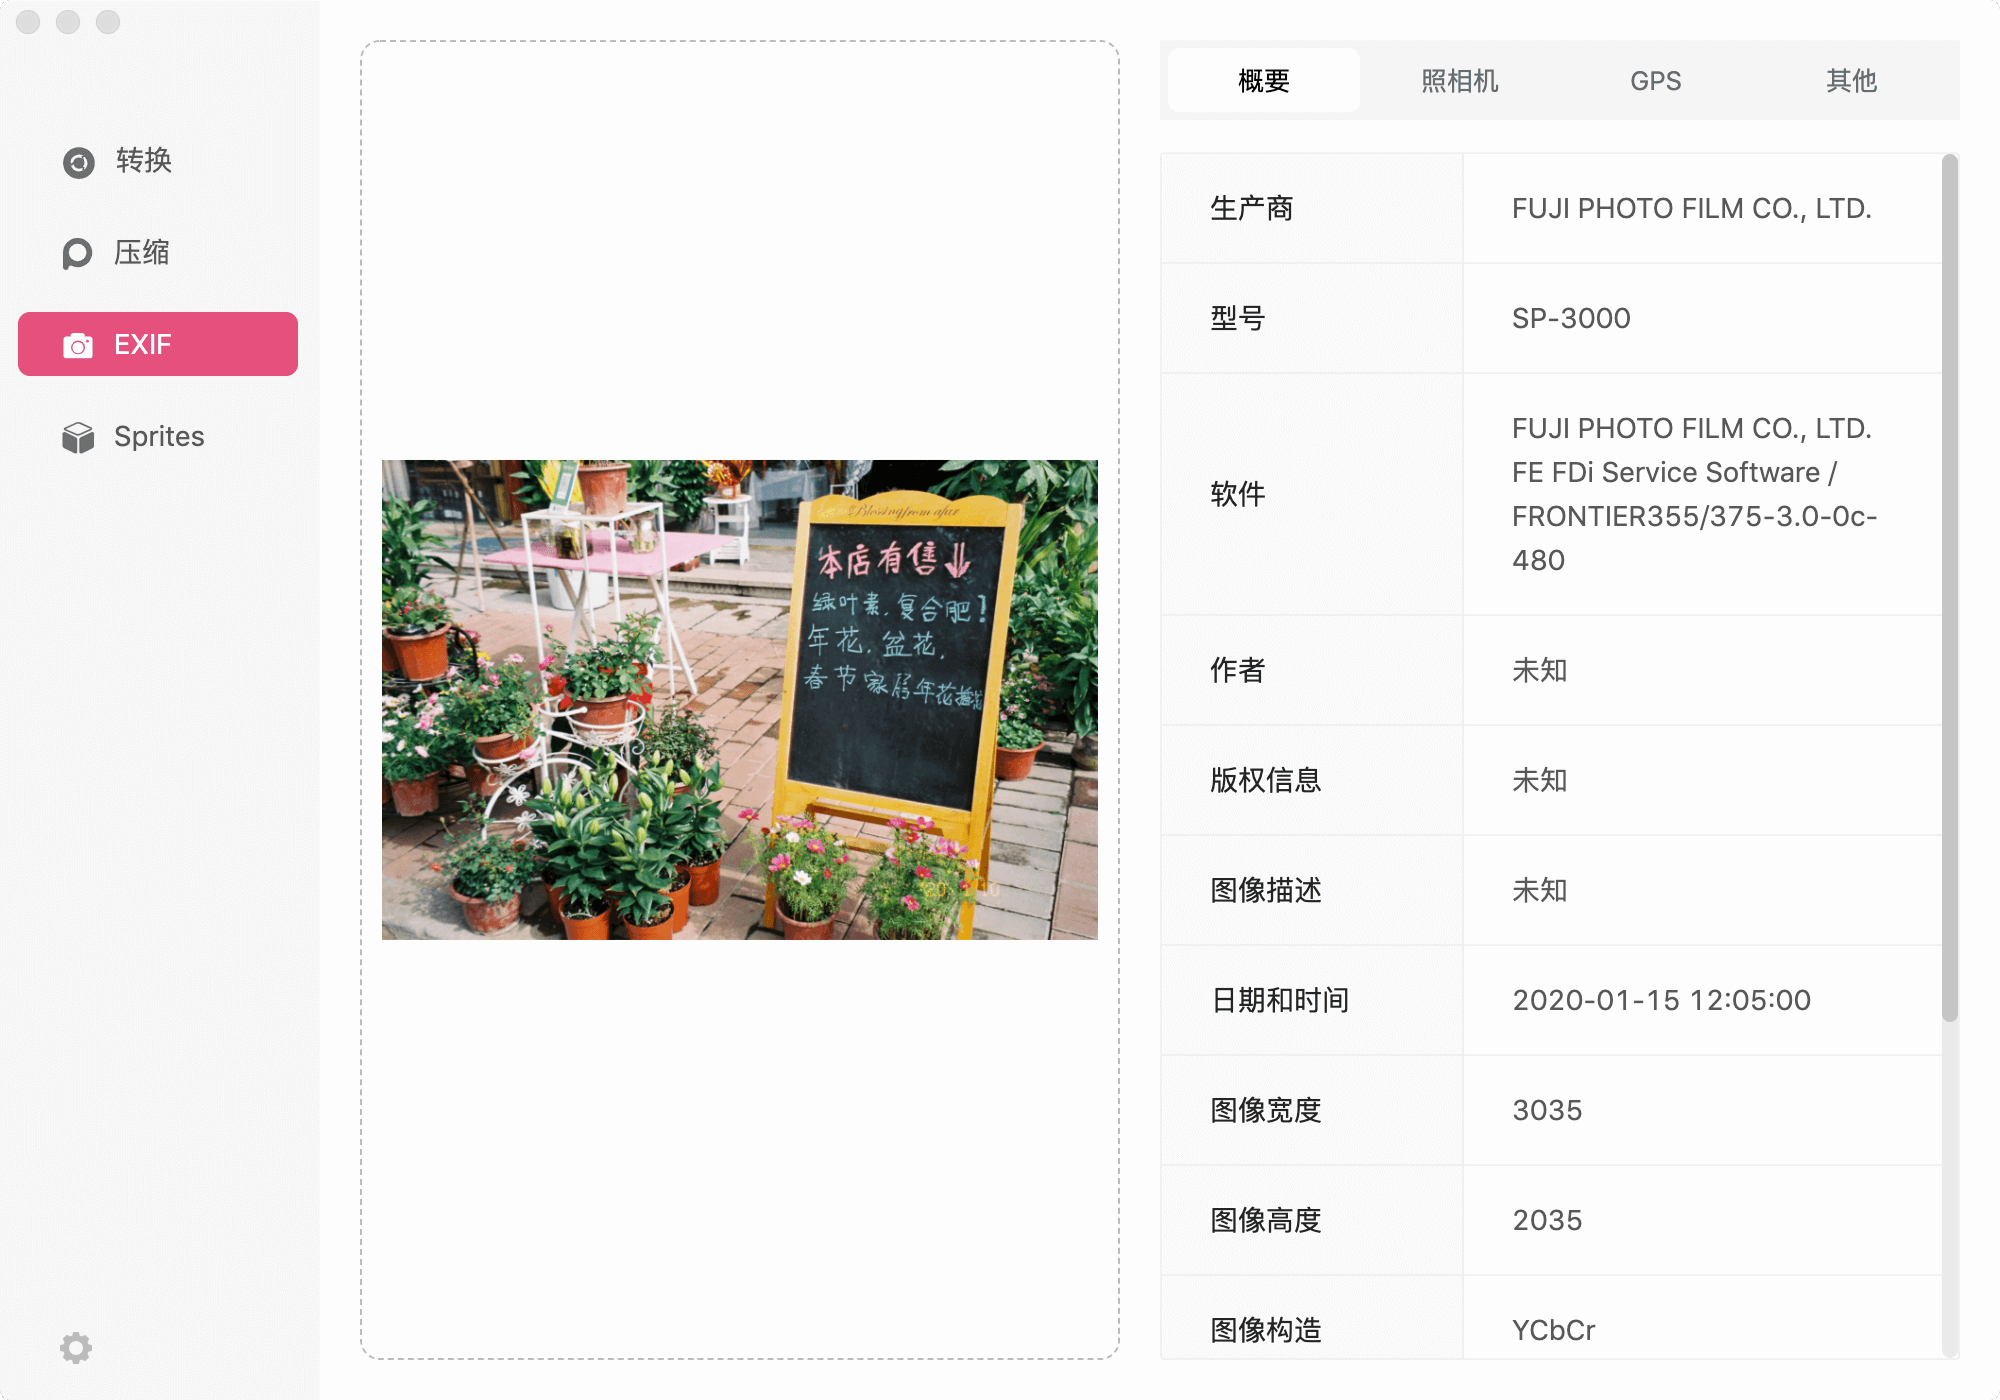 转换
压缩
EXIF
Sprites
Blessing from afar
本店有售↓
绿叶素.复合肥!
年花.盆花.
春节家居年花摆
概要
照相机
GPS
其他
生产商
FUJI PHOTO FILM CO., LTD.
型号
SP-3000
软件
FUJI PHOTO FILM CO., LTD.
FE FDi Service Software /
FRONTIER355/375-3.0-0c-
480
作者
未知
版权信息
未知
图像描述
未知
日期和时间
2020-01-15 12:05:00
图像宽度
3035
图像高度
2035
图像构造
YCbCr